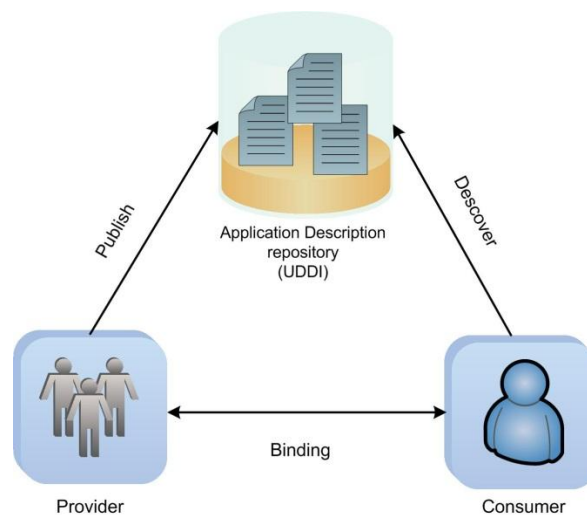 Application Description
repository
(UDDI)
Publish
Descover
Binding
Provider
Consumer